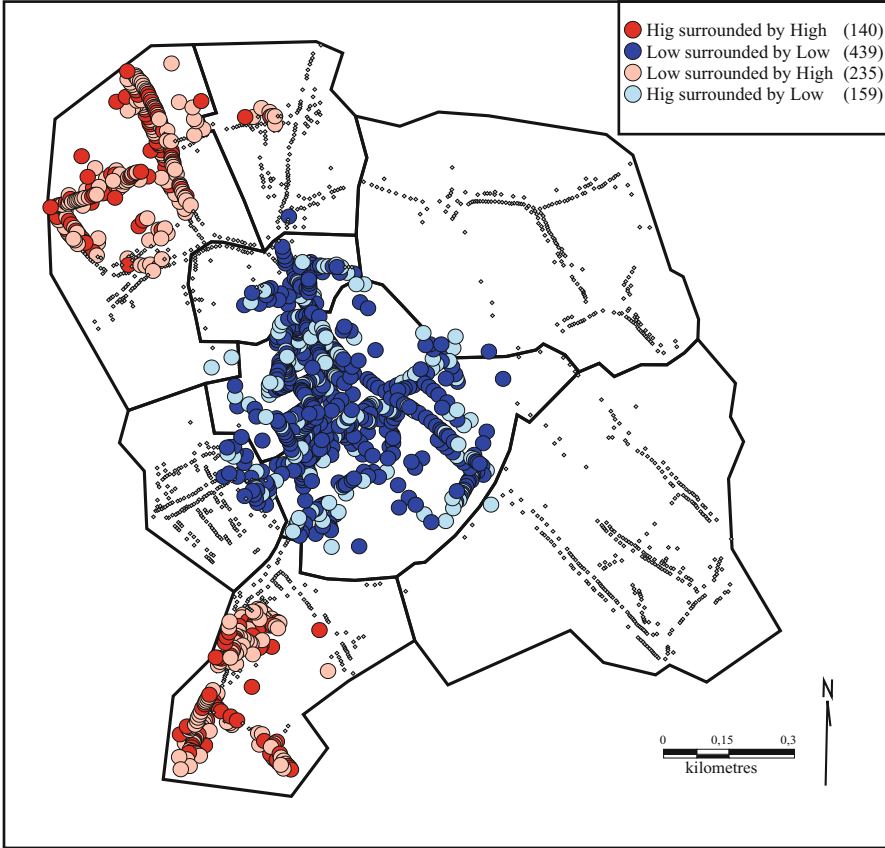 Hig surrounded by High (140)
Low surrounded by Low (439)
Low surrounded by High (235)
Hig surrounded by Low (159)
N
0 0,15 0,3
kilometres